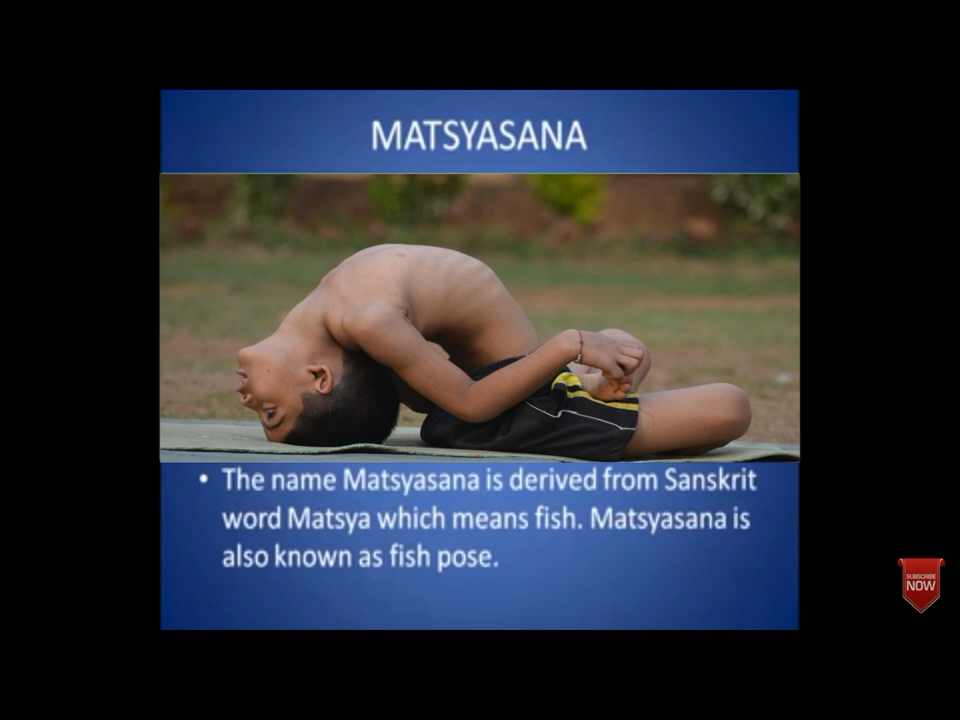 MATSYASANA
• The name Matsyasana is derived from Sanskrit
word Matsya which means fish. Matsyasana is
also known as fish pose.
SUBSCRIBE
NOW